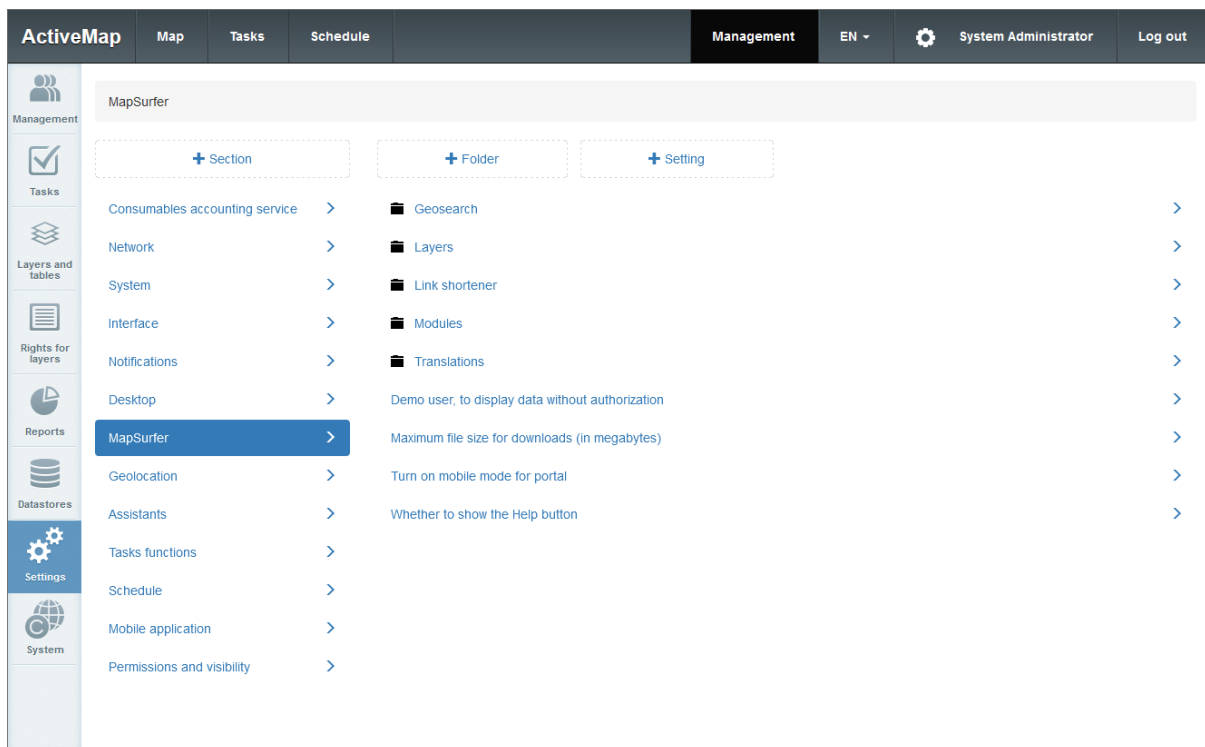 ActiveMap Map Tasks Schedule Management EN System Administrator Log out
Management
Tasks
Layers and
tables
Rights for
layers
Reports
Datastores
Settings
System
MapSurfer
+ Section
+ Folder
+ Setting
Consumables accounting service
Network
System
Interface
Notifications
Desktop
MapSurfer
Geolocation
Assistants
Tasks functions
Schedule
Mobile application
Permissions and visibility
Geosearch
Layers
Link shortener
Modules
Translations
Demo user, to display data without authorization
Maximum file size for downloads (in megabytes)
Turn on mobile mode for portal
Whether to show the Help button